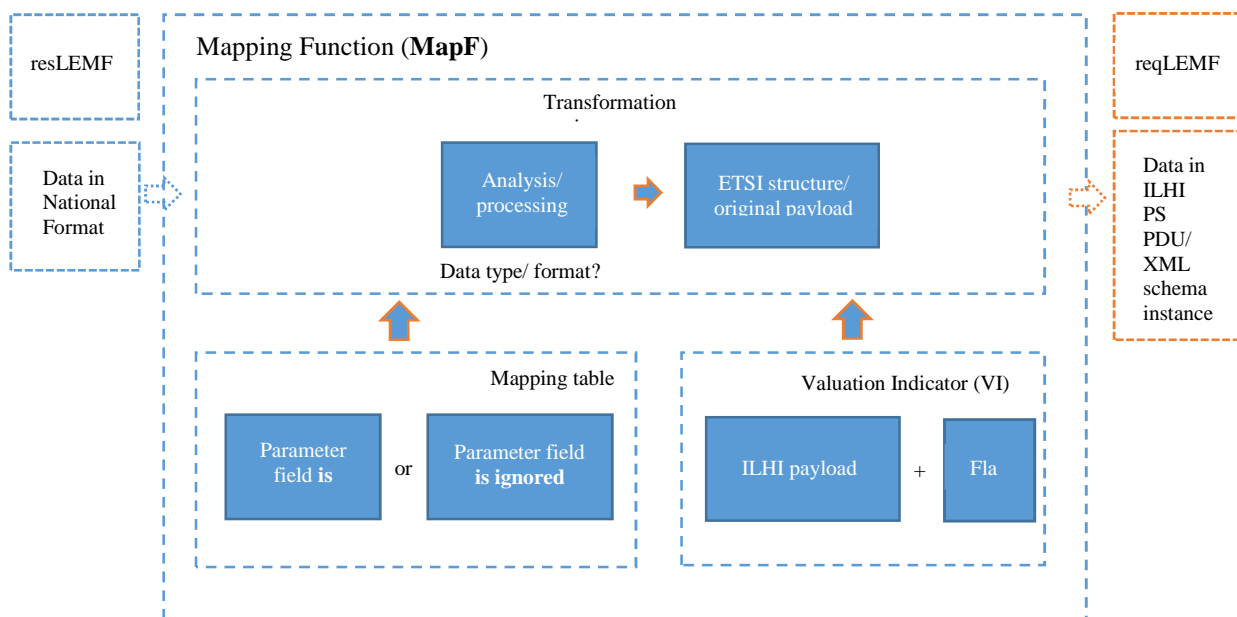 resLEMF
Data in
National
Format
Mapping Function (MapF)
Transformation
Analysis/
processing
ETSI structure/
original payload
Data type/ format?
Mapping table
Parameter
field is
or
Parameter field
is ignored
Valuation Indicator (VI)
ILHI payload
+
Fla
reqLEMF
Data in
ILHI
PS
PDU/
XML
schema
instance